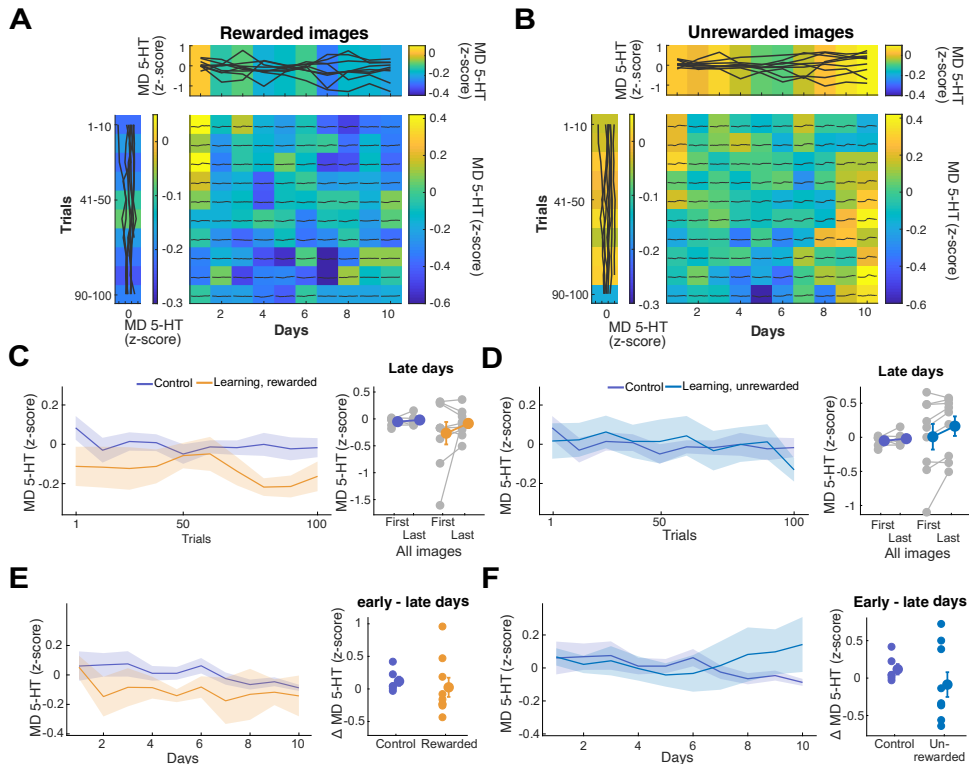 A
Rewarded images
MD 5-HT
(z-.score)
1
0
-1
0
-0.2
-0.4
MD 5-HT
(z-score)
Trials
1-10
41-50
90-100
0
MD 5-HT
(z-score)
-0.1
-0.2
-0.3
2 4 6 8 10
Days
0.4
0.2
0
-0.2
-0.4
-0.6
MD 5-HT (z-score)
B
Unrewarded images
MD 5-HT
(z-.score)
1
0
-1
0
-0.2
-0.4
MD 5-HT
(z-score)
Trials
1-10
41-50
90-100
0
MD 5-HT
(z-score)
0
-0.1
-0.2
-0.3
2 4 6 8 10
Days
0.4
0.2
0
-0.2
-0.4
-0.6
MD 5-HT (z-score)
C
Control Learning, rewarded
MD 5-HT (z-score)
0.2
0
-0.2
1 50 100
Trials
Late days
MD 5-HT (z-score)
0.5
0
-0.5
-1
-1.5
First First
Last Last
All images
D
Control Learning, unrewarded
MD 5-HT (z-score)
0.2
0
-0.2
1 50 100
Trials
Late days
MD 5-HT (z-score)
0.5
0
-0.5
-1
First First
Last Last
All images
E
MD 5-HT (z-score)
0.2
0
-0.2
-0.4
2 4 6 8 10
Days
early - late days
Δ MD 5-HT (z-score)
1
0.5
0
-0.5
Control Rewarded
F
MD 5-HT (z-score)
0.2
0
-0.2
-0.4
2 4 6 8 10
Days
Early - late days
Δ MD 5-HT (z-score)
0.5
0
-0.5
Control Un-
rewarded